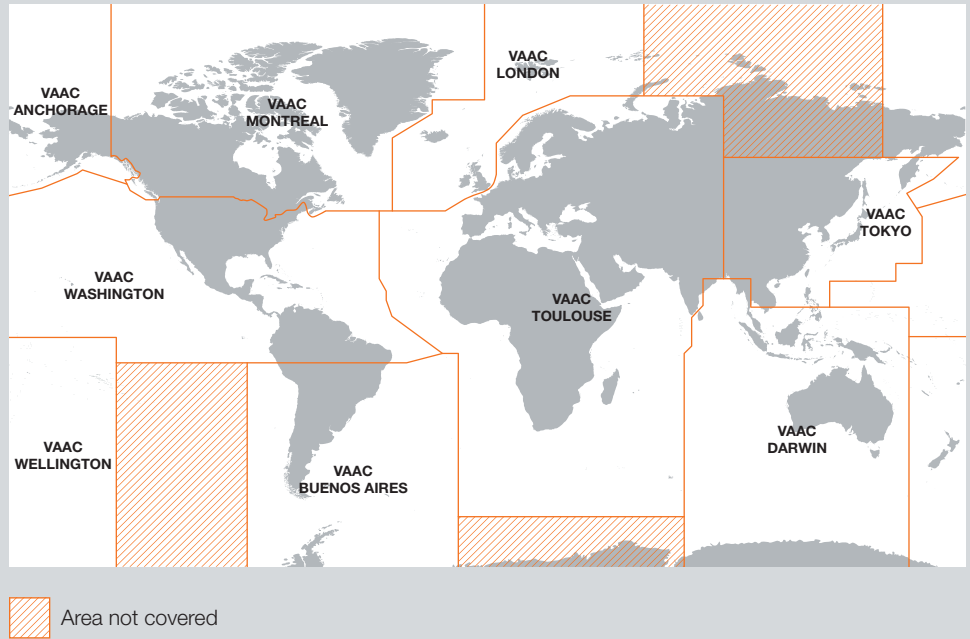 VAAC
LONDON
VAAC
ANCHORAGE
VAAC
MONTREAL
VAAC
TOKYO
VAAC
WASHINGTON
VAAC
TOULOUSE
VAAC
DARWIN
VAAC
WELLINGTON
VAAC
BUENOS AIRES
Area not covered